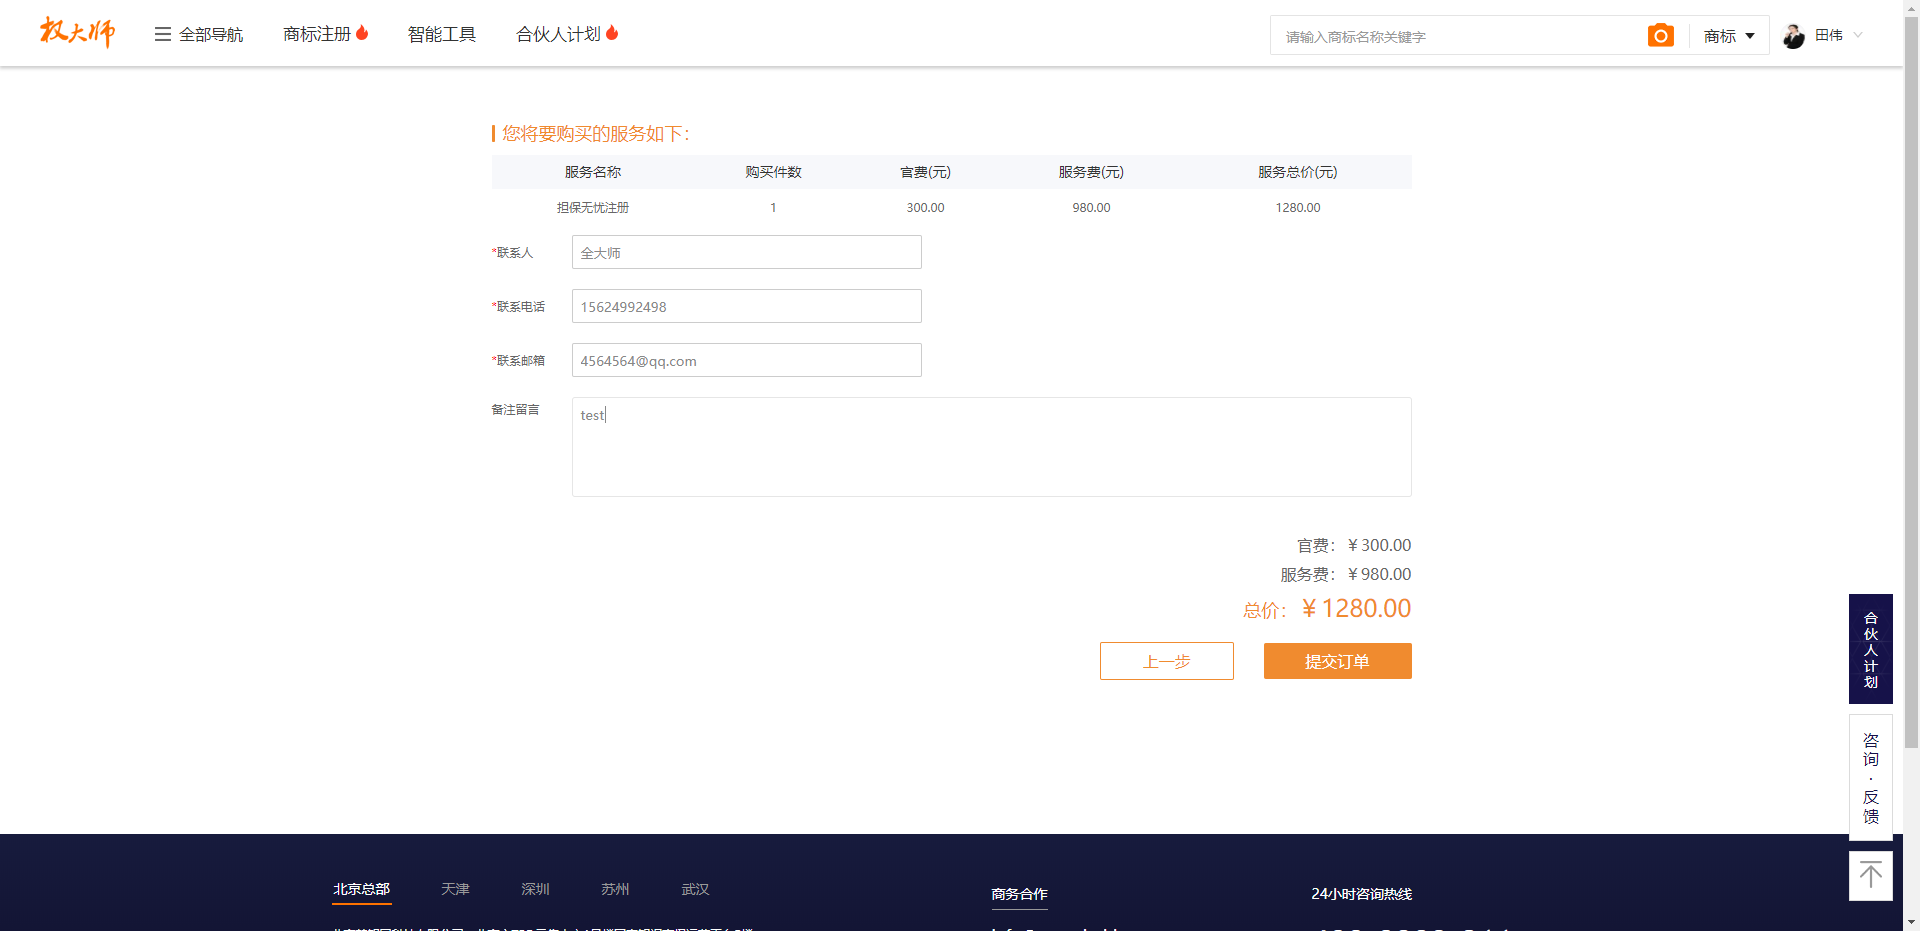 权大师
全部导航
商标注册
智能工具
合伙人计划
请输入商标名称关键字
商标
田伟
您将要购买的服务如下：
服务名称 购买件数 官费(元) 服务费(元) 服务总价(元)
担保无忧注册 1 300.00 980.00 1280.00
*联系人 全大师
*联系电话 15624992498
*联系邮箱 4564564@qq.com
备注留言 test
官费：￥300.00
服务费：￥980.00
总价：￥1280.00
上一步
提交订单
合伙人计划
咨询·反馈
北京总部 天津 深圳 苏州 武汉
商务合作
24小时咨询热线